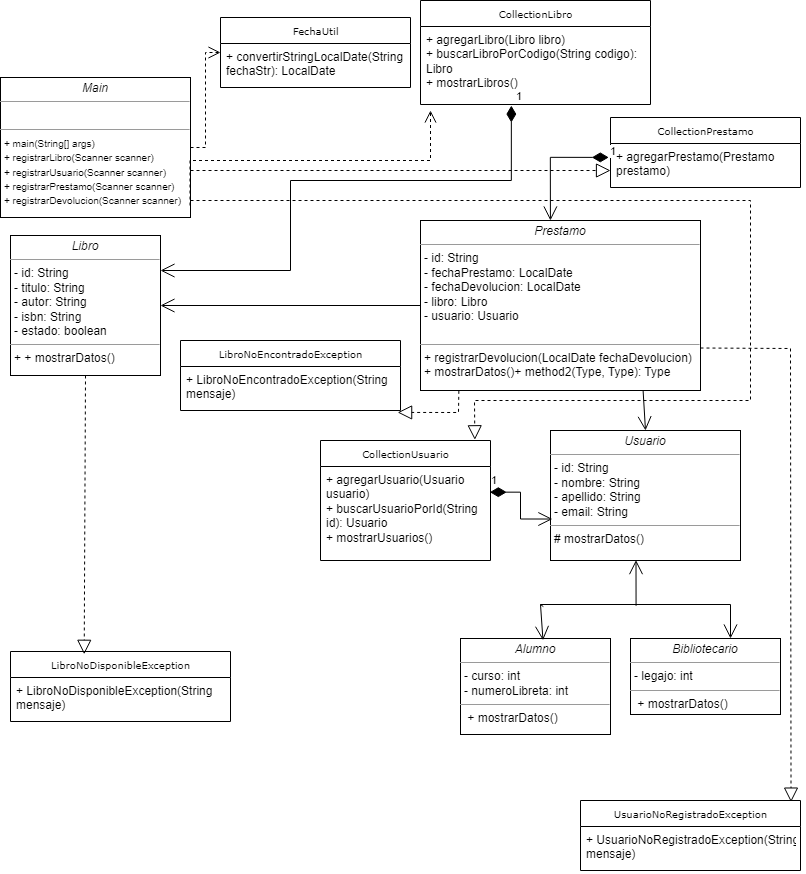 CollectionLibro
+ agregarLibro(Libro libro)
+ buscarLibroPorCodigo(String codigo):
Libro
+ mostrarLibros()
1
FechaUtil
+ convertirStringLocalDate(String
fechaStr): LocalDate
Main
+ main(String[] args)
+ registrarLibro(Scanner scanner)
+ registrarUsuario(Scanner scanner)
+ registrarPrestamo(Scanner scanner)
+ registrarDevolucion(Scanner scanner)
CollectionPrestamo
1
+ agregarPrestamo(Prestamo
prestamo)
Libro
- id: String
- titulo: String
- autor: String
- isbn: String
- estado: boolean
+ + mostrarDatos()
Prestamo
- id: String
- fechaPrestamo: LocalDate
- fechaDevolucion: LocalDate
- libro: Libro
- usuario: Usuario
+ registrarDevolucion(LocalDate fechaDevolucion)
+ mostrarDatos()+ method2(Type, Type): Type
LibroNoEncontradoException
+ LibroNoEncontradoException(String
mensaje)
CollectionUsuario
+ agregarUsuario(Usuario
usuario)
+ buscarUsuarioPorId(String
id): Usuario
+ mostrarUsuarios()
1
Usuario
- id: String
- nombre: String
- apellido: String
- email: String
# mostrarDatos()
Alumno
- curso: int
- numeroLibreta: int
+ mostrarDatos()
Bibliotecario
- legajo: int
+ mostrarDatos()
LibroNoDisponibleException
+ LibroNoDisponibleException(String
mensaje)
UsuarioNoRegistradoException
+ UsuarioNoRegistradoException(String
mensaje)